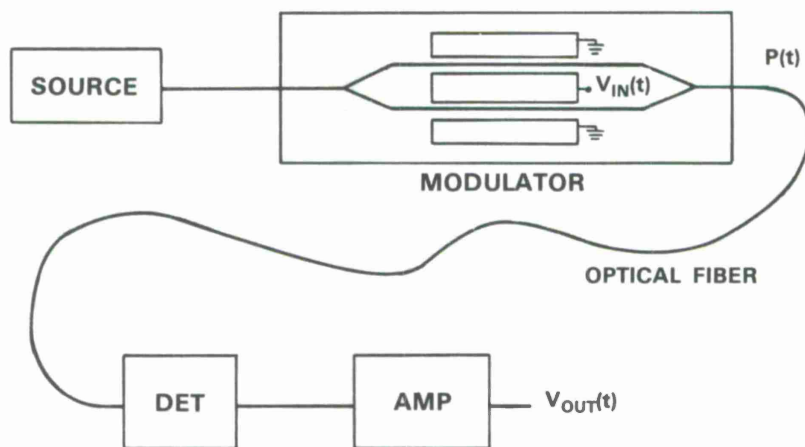 SOURCE
V_IN(t)
P(t)
MODULATOR
OPTICAL FIBER
DET
AMP
V_OUT(t)